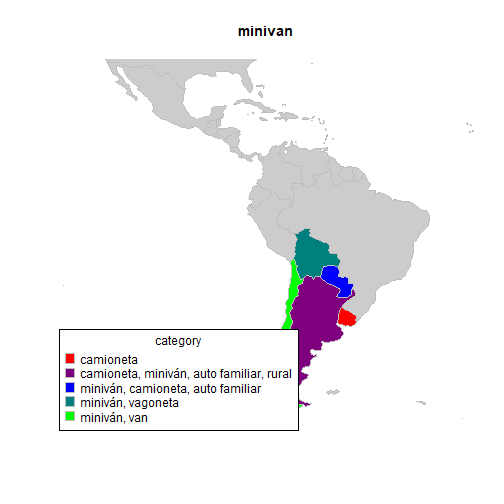 minivan
category
camioneta
camioneta, miniván, auto familiar, rural
miniván, camioneta, auto familiar
miniván, vagoneta
miniván, van